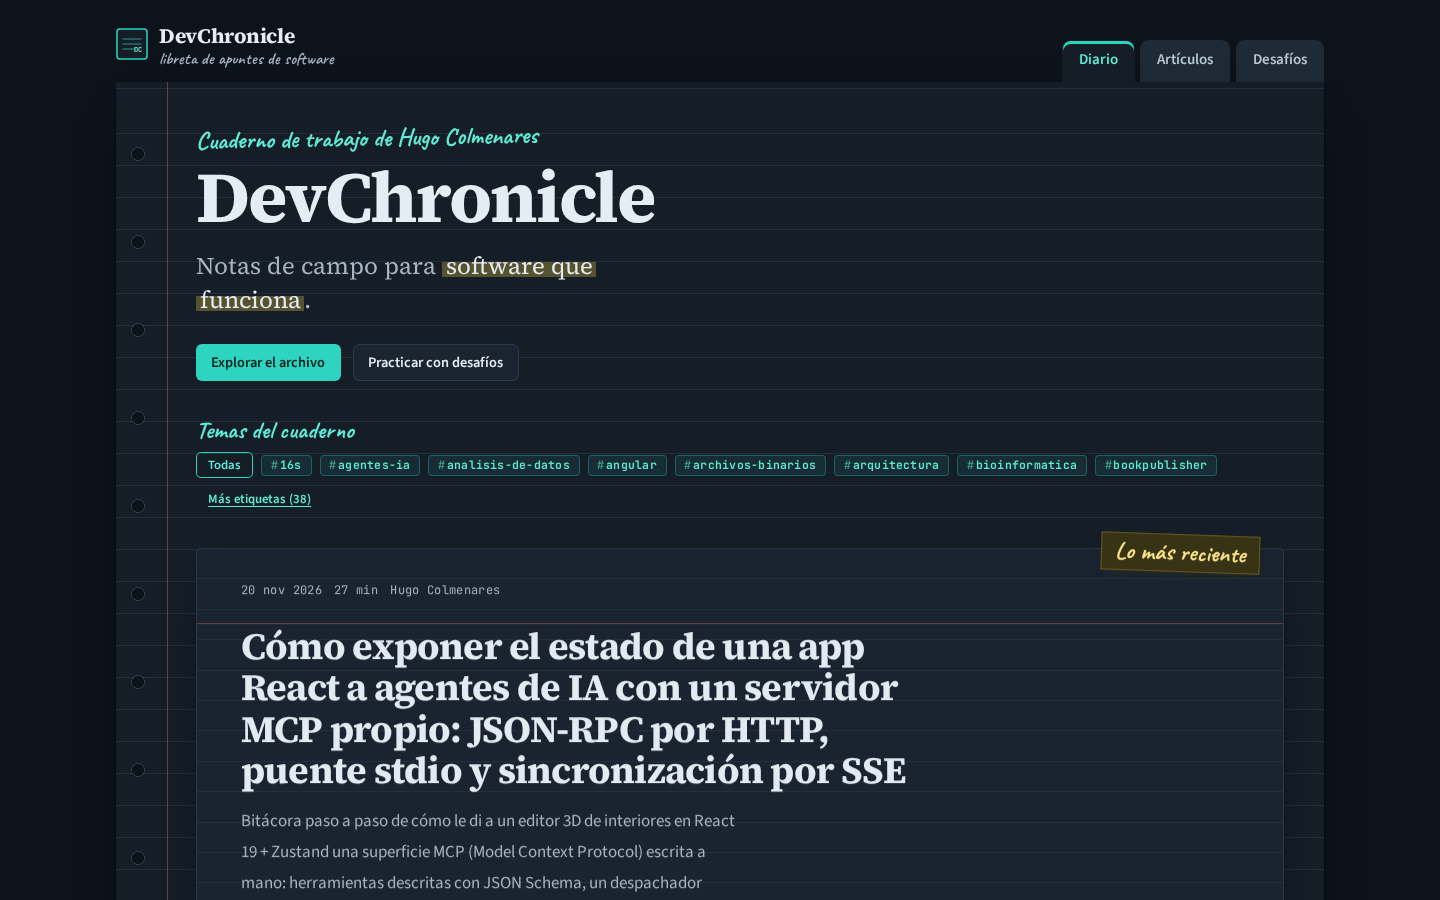 DevChronicle
libreta de apuntes de software
DC
Diario
Artículos
Desafíos
Cuaderno de trabajo de Hugo Colmenares
DevChronicle
Notas de campo para software que
funciona.
Explorar el archivo
Practicar con desafíos
Temas del cuaderno
Todas
#16s
#agentes-ia
#analisis-de-datos
#angular
#archivos-binarios
#arquitectura
#bioinformatica
#bookpublisher
Más etiquetas (38)
Lo más reciente
20 nov 2026 27 min Hugo Colmenares
Cómo exponer el estado de una app
React a agentes de IA con un servidor
MCP propio: JSON-RPC por HTTP,
puente stdio y sincronización por SSE
Bitácora paso a paso de cómo le di a un editor 3D de interiores en React
19 + Zustand una superficie MCP (Model Context Protocol) escrita a
mano: herramientas descritas con JSON Schema, un despachador